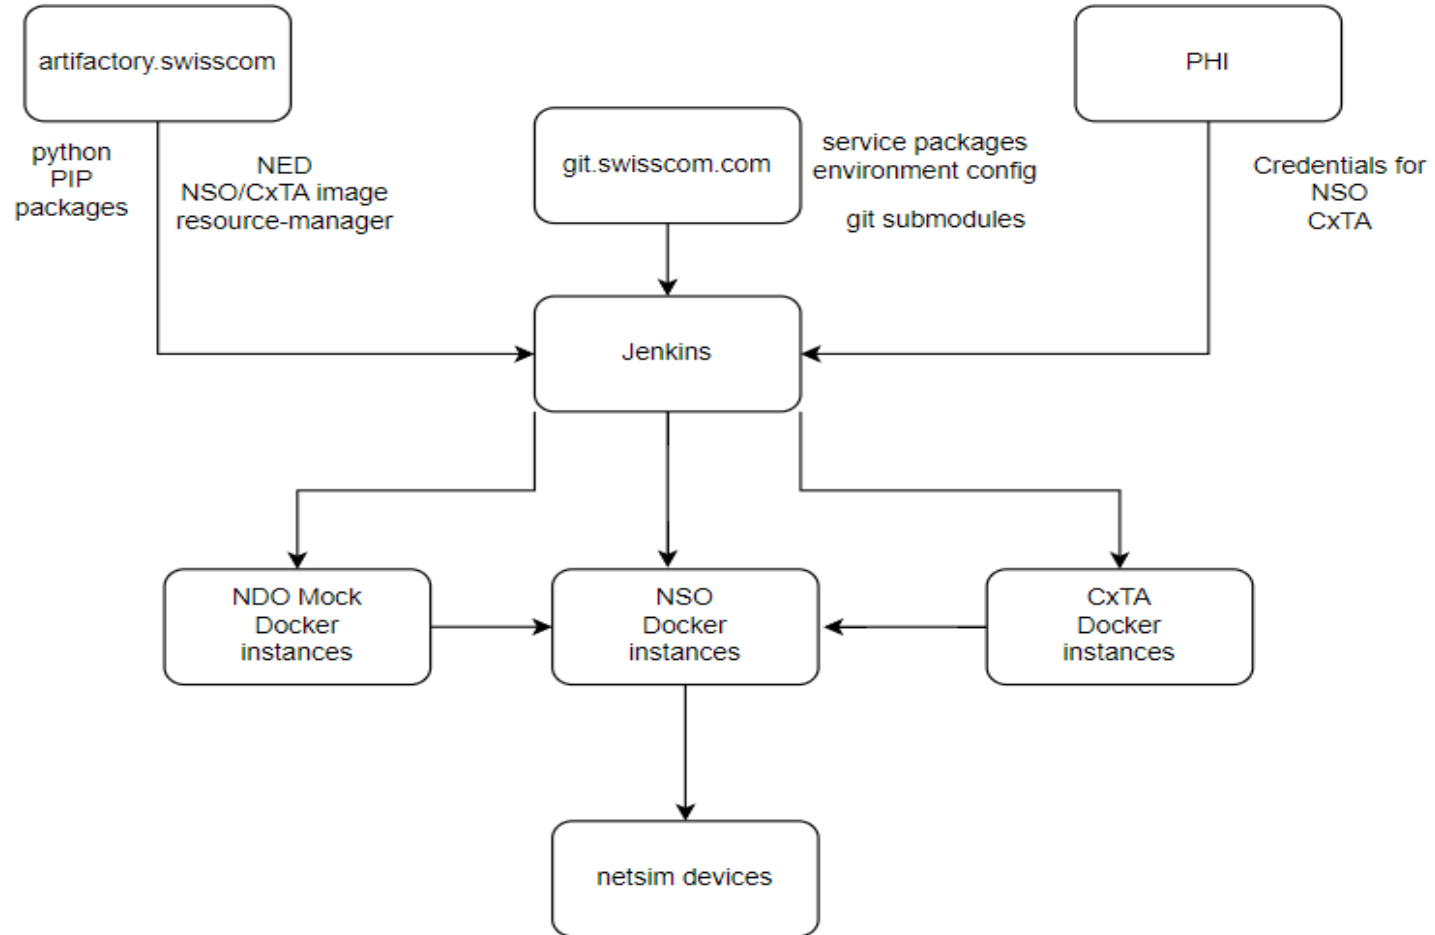 artifactory.swisscom
PHI
git.swisscom.com
python
PIP
packages
NED
NSO/CxTA image
resource-manager
service packages
environment config
git submodules
Credentials for
NSO
CxTA
Jenkins
NDO Mock
Docker
instances
NSO
Docker
instances
CxTA
Docker
instances
netsim devices